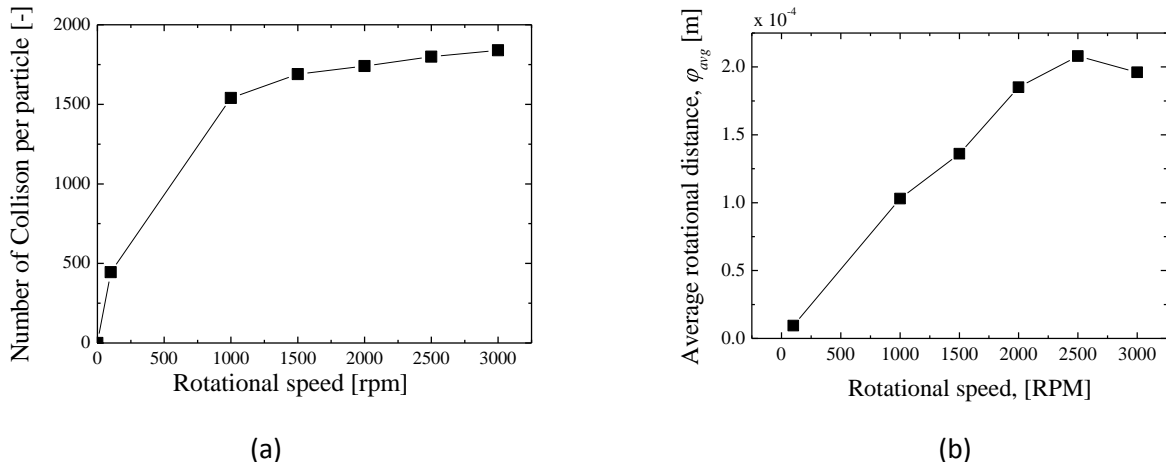 Number of Collison per particle [-]
2000
1500
1000
500
0
0 500 1000 1500 2000 2500 3000
Rotational speed [rpm]
(a)
Average rotational distance, φavg [m]
x 10-4
2.0
1.5
1.0
0.5
0.0
0 500 1000 1500 2000 2500 3000
Rotational speed, [RPM]
(b)